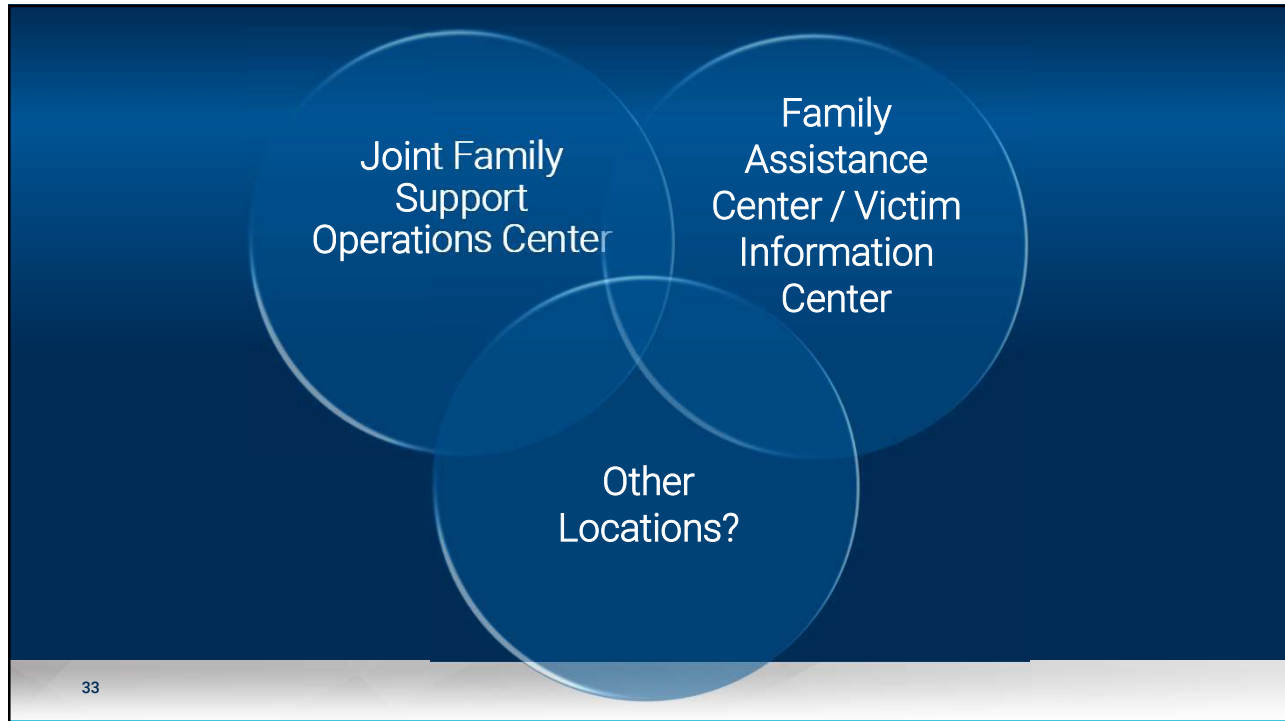 Joint Family
Support
Operations Center
Family
Assistance
Center / Victim
Information
Center
Other
Locations?
33